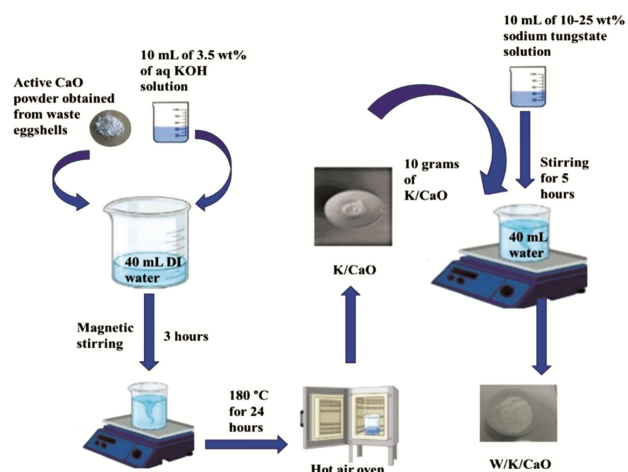 Active CaO
powder obtained
from waste
eggshells
10 mL of 3.5 wt%
of aq KOH
solution
40 mL DI
water
Magnetic
stirring
3 hours
180 °C
for 24
hours
Hot air oven
K/CaO
10 grams
of
K/CaO
10 mL of 10-25 wt%
sodium tungstate
solution
Stirring
for 5
hours
40 mL
water
W/K/CaO